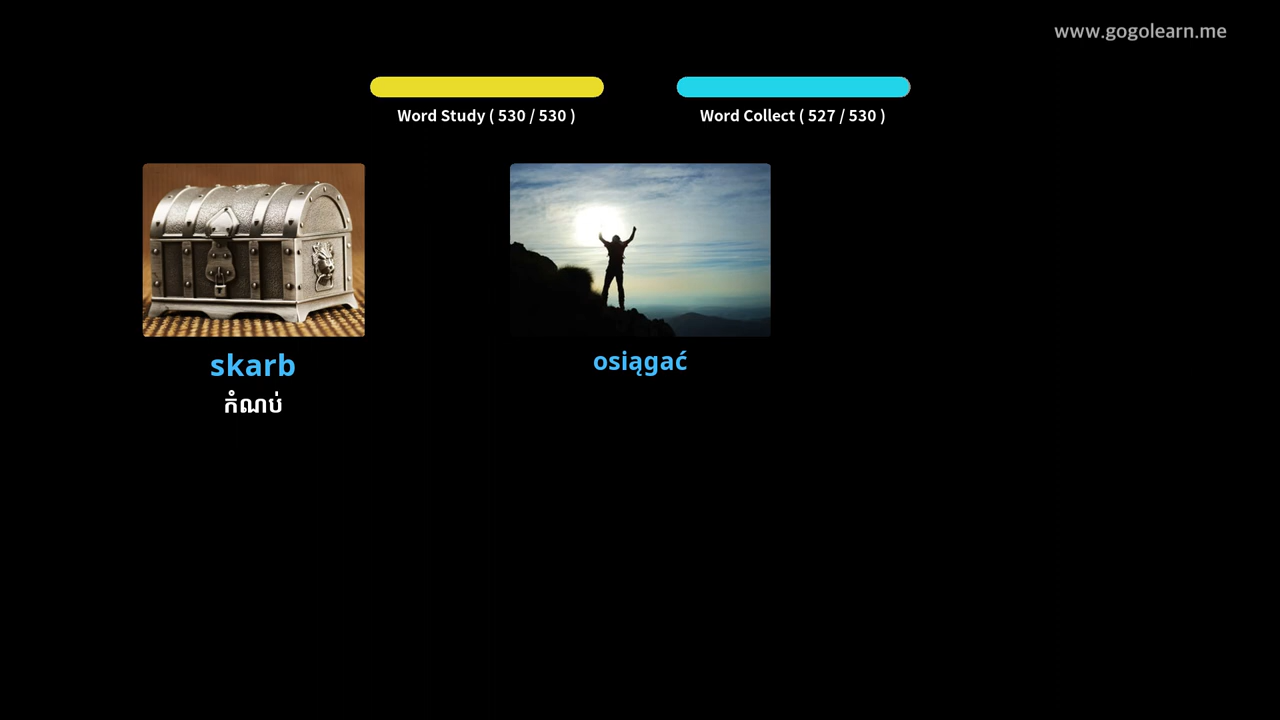 www.gogolearn.me
Word Study ( 530 / 530 )
Word Collect ( 527 / 530 )
skarb
កំណប់
osiągać